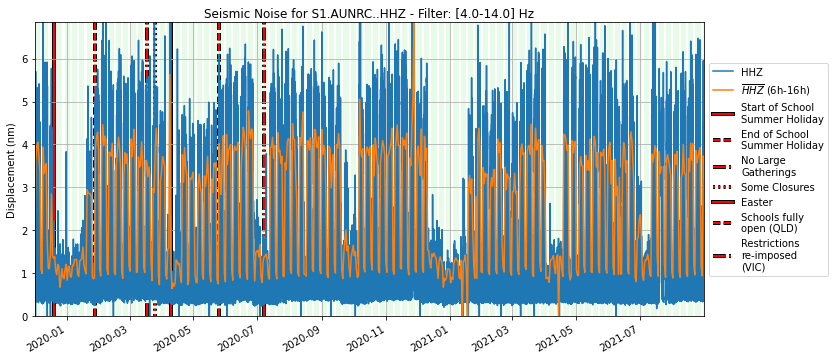 Seismic Noise for S1.AUNRC..HHZ - Filter: [4.0-14.0] Hz
Displacement (nm)
6
5
4
3
2
1
0
2020-01
2020-03
2020-05
2020-07
2020-09
2020-11
2021-01
2021-03
2021-05
2021-07
HHZ
HHZ (6h-16h)
Start of School
Summer Holiday
End of School
Summer Holiday
No Large
Gatherings
Some Closures
Easter
Schools fully
open (QLD)
Restrictions
re-imposed
(VIC)